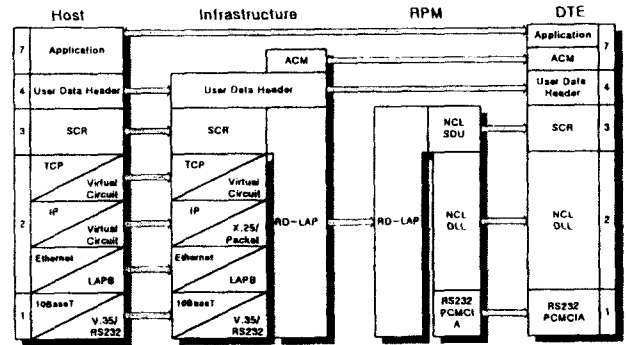 Host Infrastructure RPM DTE
7 Application Application 7
ACM ACM
4 User Data Header User Data Header User Data Header 4
3 SCR SCR NCL SDU SCR 3
TCP Virtual Circuit TCP Virtual Circuit
2 IP Virtual Circuit IP X.25/ Packet RD-LAP RD-LAP NCL DLL NCL DLL 2
Ethernet LAPB Ethernet LAPB
1 10BaseT V.35/ RS232 10BaseT V.35/ RS232 RS232 PCMCI A RS232 PCMCIA 1